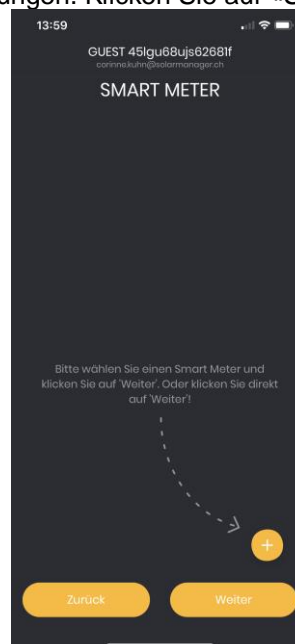 ungen. Klicken Sie auf "S
13:59
GUEST 45lgu68ujs6268lf
corinne.kuhn@solarmanager.ch
SMART METER
Bitte wählen Sie einen Smart Meter und
klicken Sie auf 'Weiter'. Oder klicken Sie direkt
auf 'Weiter'!
+
Zurück
Weiter